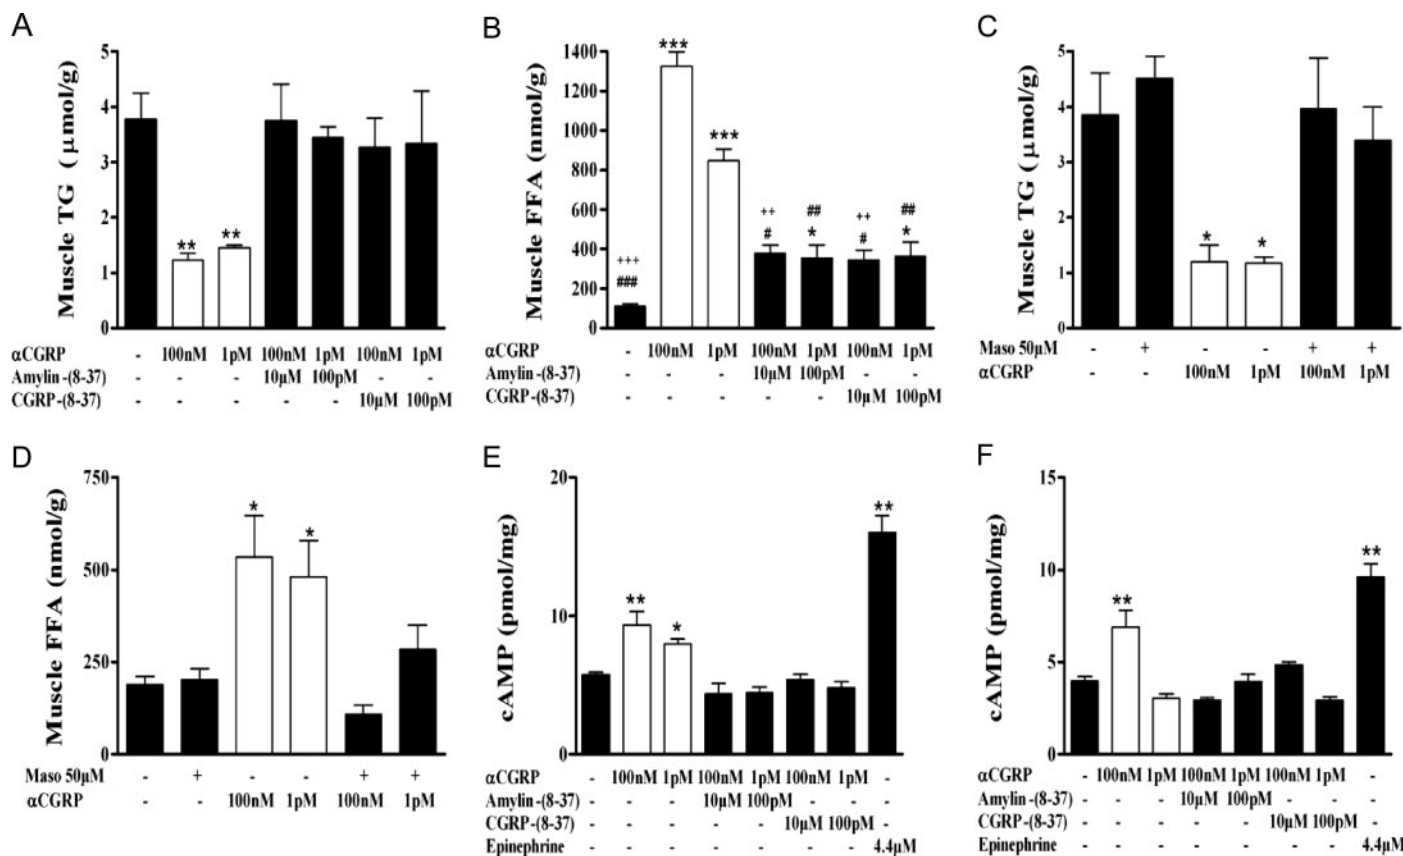 A
Muscle TG (μmol/g)
5
4
3
2
1
0
** **
αCGRP - 100nM 1pM 100nM 1pM 100nM 1pM
Amylin-(8-37) - - - 10μM 100pM - -
CGRP-(8-37) - - - - - 10μM 100pM
B
Muscle FFA (nmol/g)
1400
1200
1000
800
600
400
200
0
+++
###
***
***
++
#
##
*
++
#
##
*
αCGRP - 100nM 1pM 100nM 1pM 100nM 1pM
Amylin-(8-37) - - - 10μM 100pM - -
CGRP-(8-37) - - - - - 10μM 100pM
C
Muscle TG (μmol/g)
5
4
3
2
1
0
* *
Maso 50μM - + - - + +
αCGRP - - 100nM 1pM 100nM 1pM
D
Muscle FFA (nmol/g)
750
500
250
0
* *
Maso 50μM - + - - + +
αCGRP - - 100nM 1pM 100nM 1pM
E
cAMP (pmol/mg)
20
15
10
5
0
** * **
αCGRP - 100nM 1pM 100nM 1pM 100nM 1pM -
Amylin-(8-37) - - - 10μM 100pM - - -
CGRP-(8-37) - - - - - 10μM 100pM -
Epinephrine - - - - - - - 4.4μM
F
cAMP (pmol/mg)
15
10
5
0
** **
αCGRP - 100nM 1pM 100nM 1pM 100nM 1pM -
Amylin-(8-37) - - - 10μM 100pM - - -
CGRP-(8-37) - - - - - 10μM 100pM -
Epinephrine - - - - - - - 4.4μM